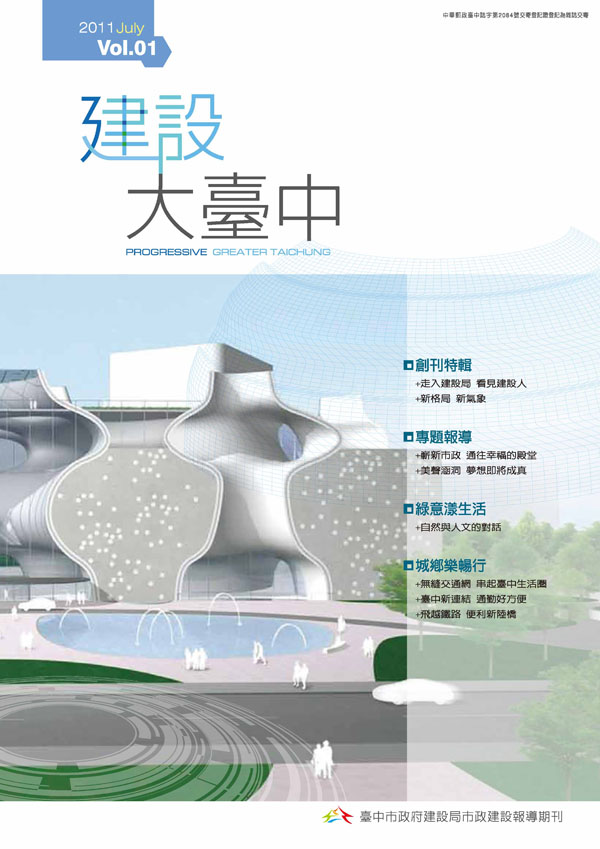 2011 July
Vol.01
中華郵政臺中誌字第2084號交寄登記證登記為雜誌交寄
建設
大臺中
PROGRESSIVE GREATER TAICHUNG
創刊特輯
+走入建設局 看見建設人
+新格局 新氣象
專題報導
+嶄新市政 通往幸福的殿堂
+美聲涵洞 夢想即將成真
綠意漾生活
+自然與人文的對話
城鄉樂暢行
+無縫交通網 串起臺中生活圈
+臺中新連結 通勤好方便
+飛越鐵路 便利新陸橋
臺中市政府建設局市政建設報導期刊